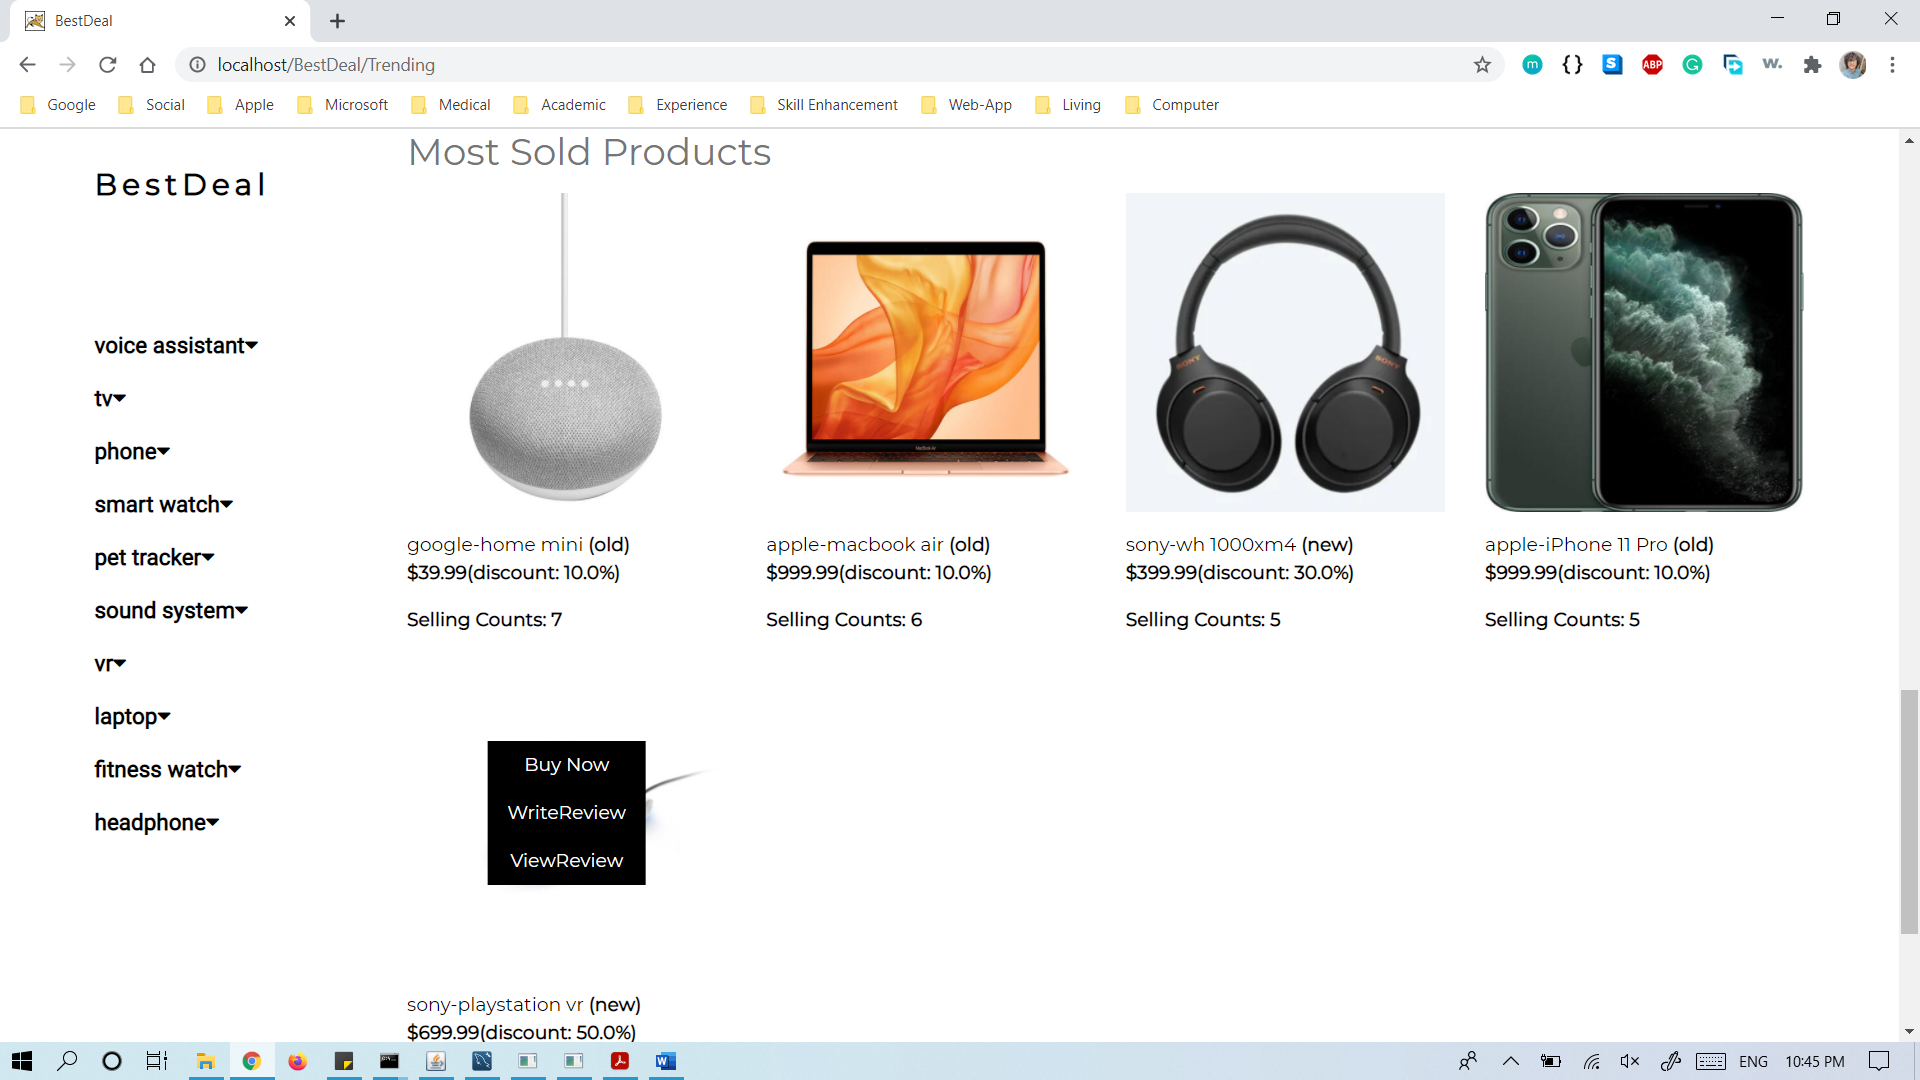 BestDeal
localhost/BestDeal/Trending
m
S
ABP
G
w.
Google
Social
Apple
Microsoft
Medical
Academic
Experience
Skill Enhancement
Web-App
Living
Computer
BestDeal
voice assistant
tv
phone
smart watch
pet tracker
sound system
vr
laptop
fitness watch
headphone
Most Sold Products
MacBook Air
SONY
SONY
google-home mini (old)
$39.99(discount: 10.0%)
Selling Counts: 7
apple-macbook air (old)
$999.99(discount: 10.0%)
Selling Counts: 6
sony-wh 1000xm4 (new)
$399.99(discount: 30.0%)
Selling Counts: 5
apple-iPhone 11 Pro (old)
$999.99(discount: 10.0%)
Selling Counts: 5
Buy Now
WriteReview
ViewReview
sony-playstation vr (new)
$699.99(discount: 50.0%)
ENG
10:45 PM